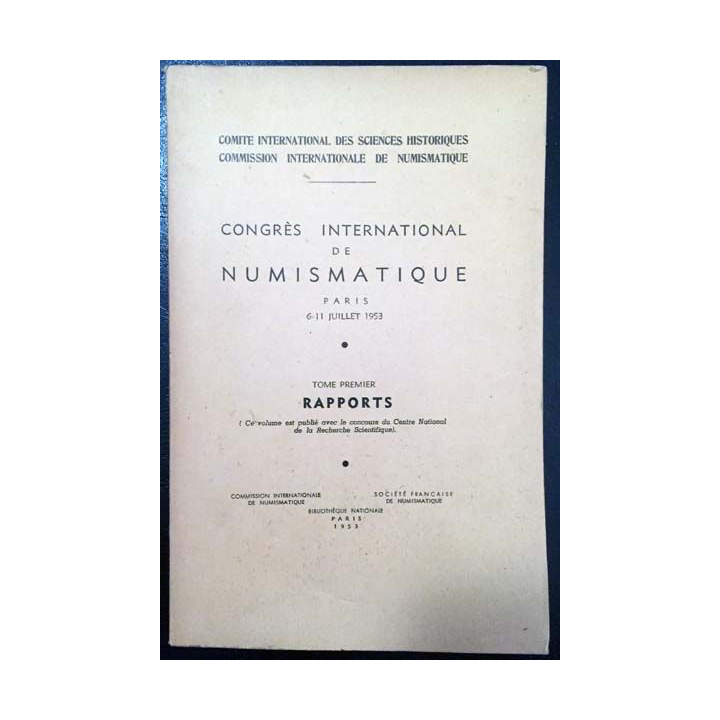 COMITE INTERNATIONAL DES SCIENCES HISTORIQUES
COMMISSION INTERNATIONALE DE NUMISMATIQUE
CONGRÈS INTERNATIONAL
DE
NUMISMATIQUE
PARIS
6-11 JUILLET 1953
TOME PREMIER
RAPPORTS
( Ce volume est publié avec le concours du Centre National
de la Recherche Scientifique).
COMMISSION INTERNATIONALE
DE NUMISMATIQUE
SOCIÉTÉ FRANCAISE
DE NUMISMATIQUE
BIBLIOTHÈQUE NATIONALE
PARIS
1953